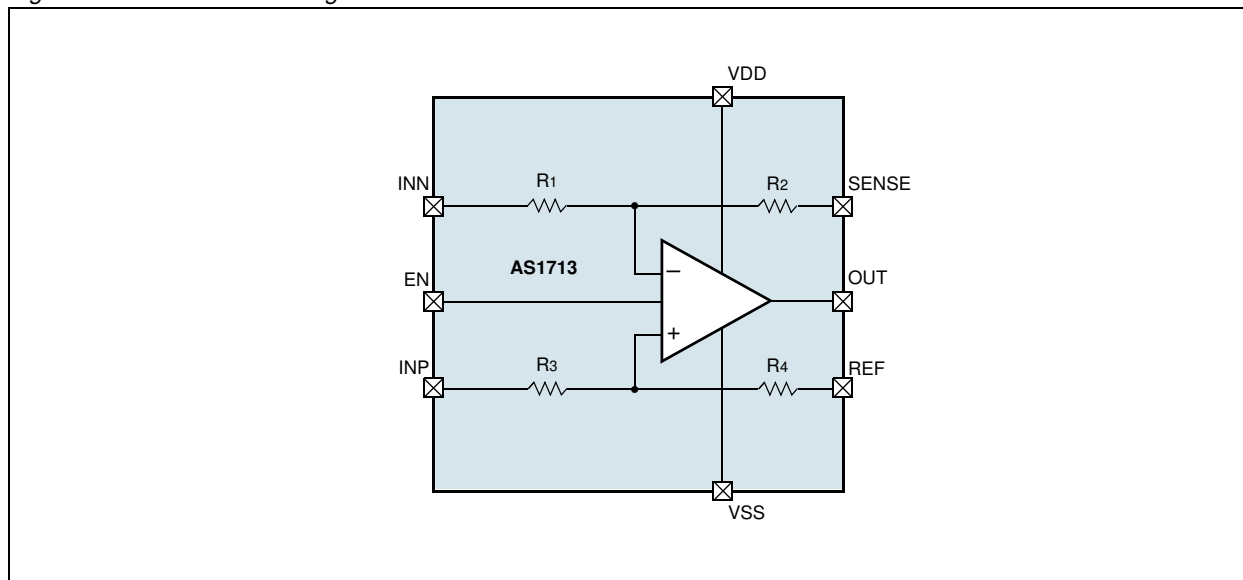 VDD
INN
R1
R2
SENSE
AS1713
EN
OUT
−
+
INP
R3
R4
REF
VSS